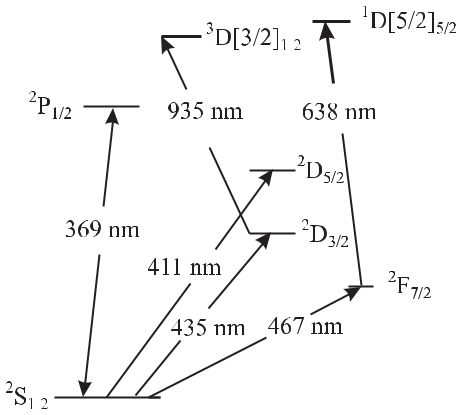 ³D[3/2]₁ ₂
¹D[5/2]₅/₂
²P₁/₂
935 nm
638 nm
²D₅/₂
369 nm
²D₃/₂
411 nm
²F₇/₂
435 nm
467 nm
²S₁ ₂